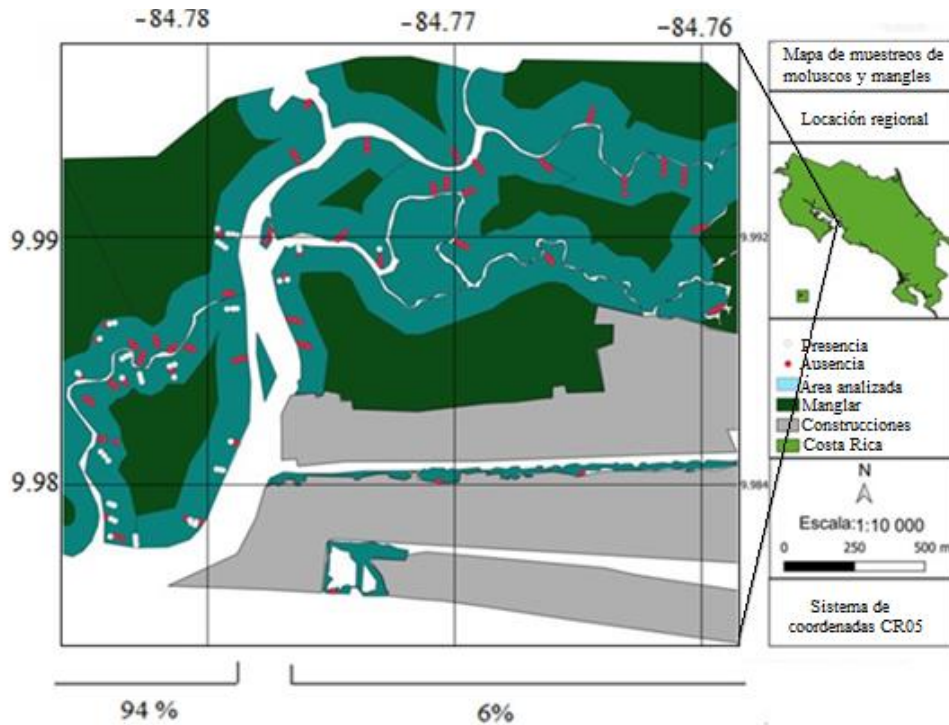 -84.78
-84.77
-84.76
9.99
9.98
9.992
9.984
94 %
6%
Mapa de muestreos de
moluscos y mangles
Locación regional
Presencia
Ausencia
Area analizada
Manglar
Construcciones
Costa Rica
N
Escala:1:10 000
0 250 500 m
Sistema de
coordenadas CR05